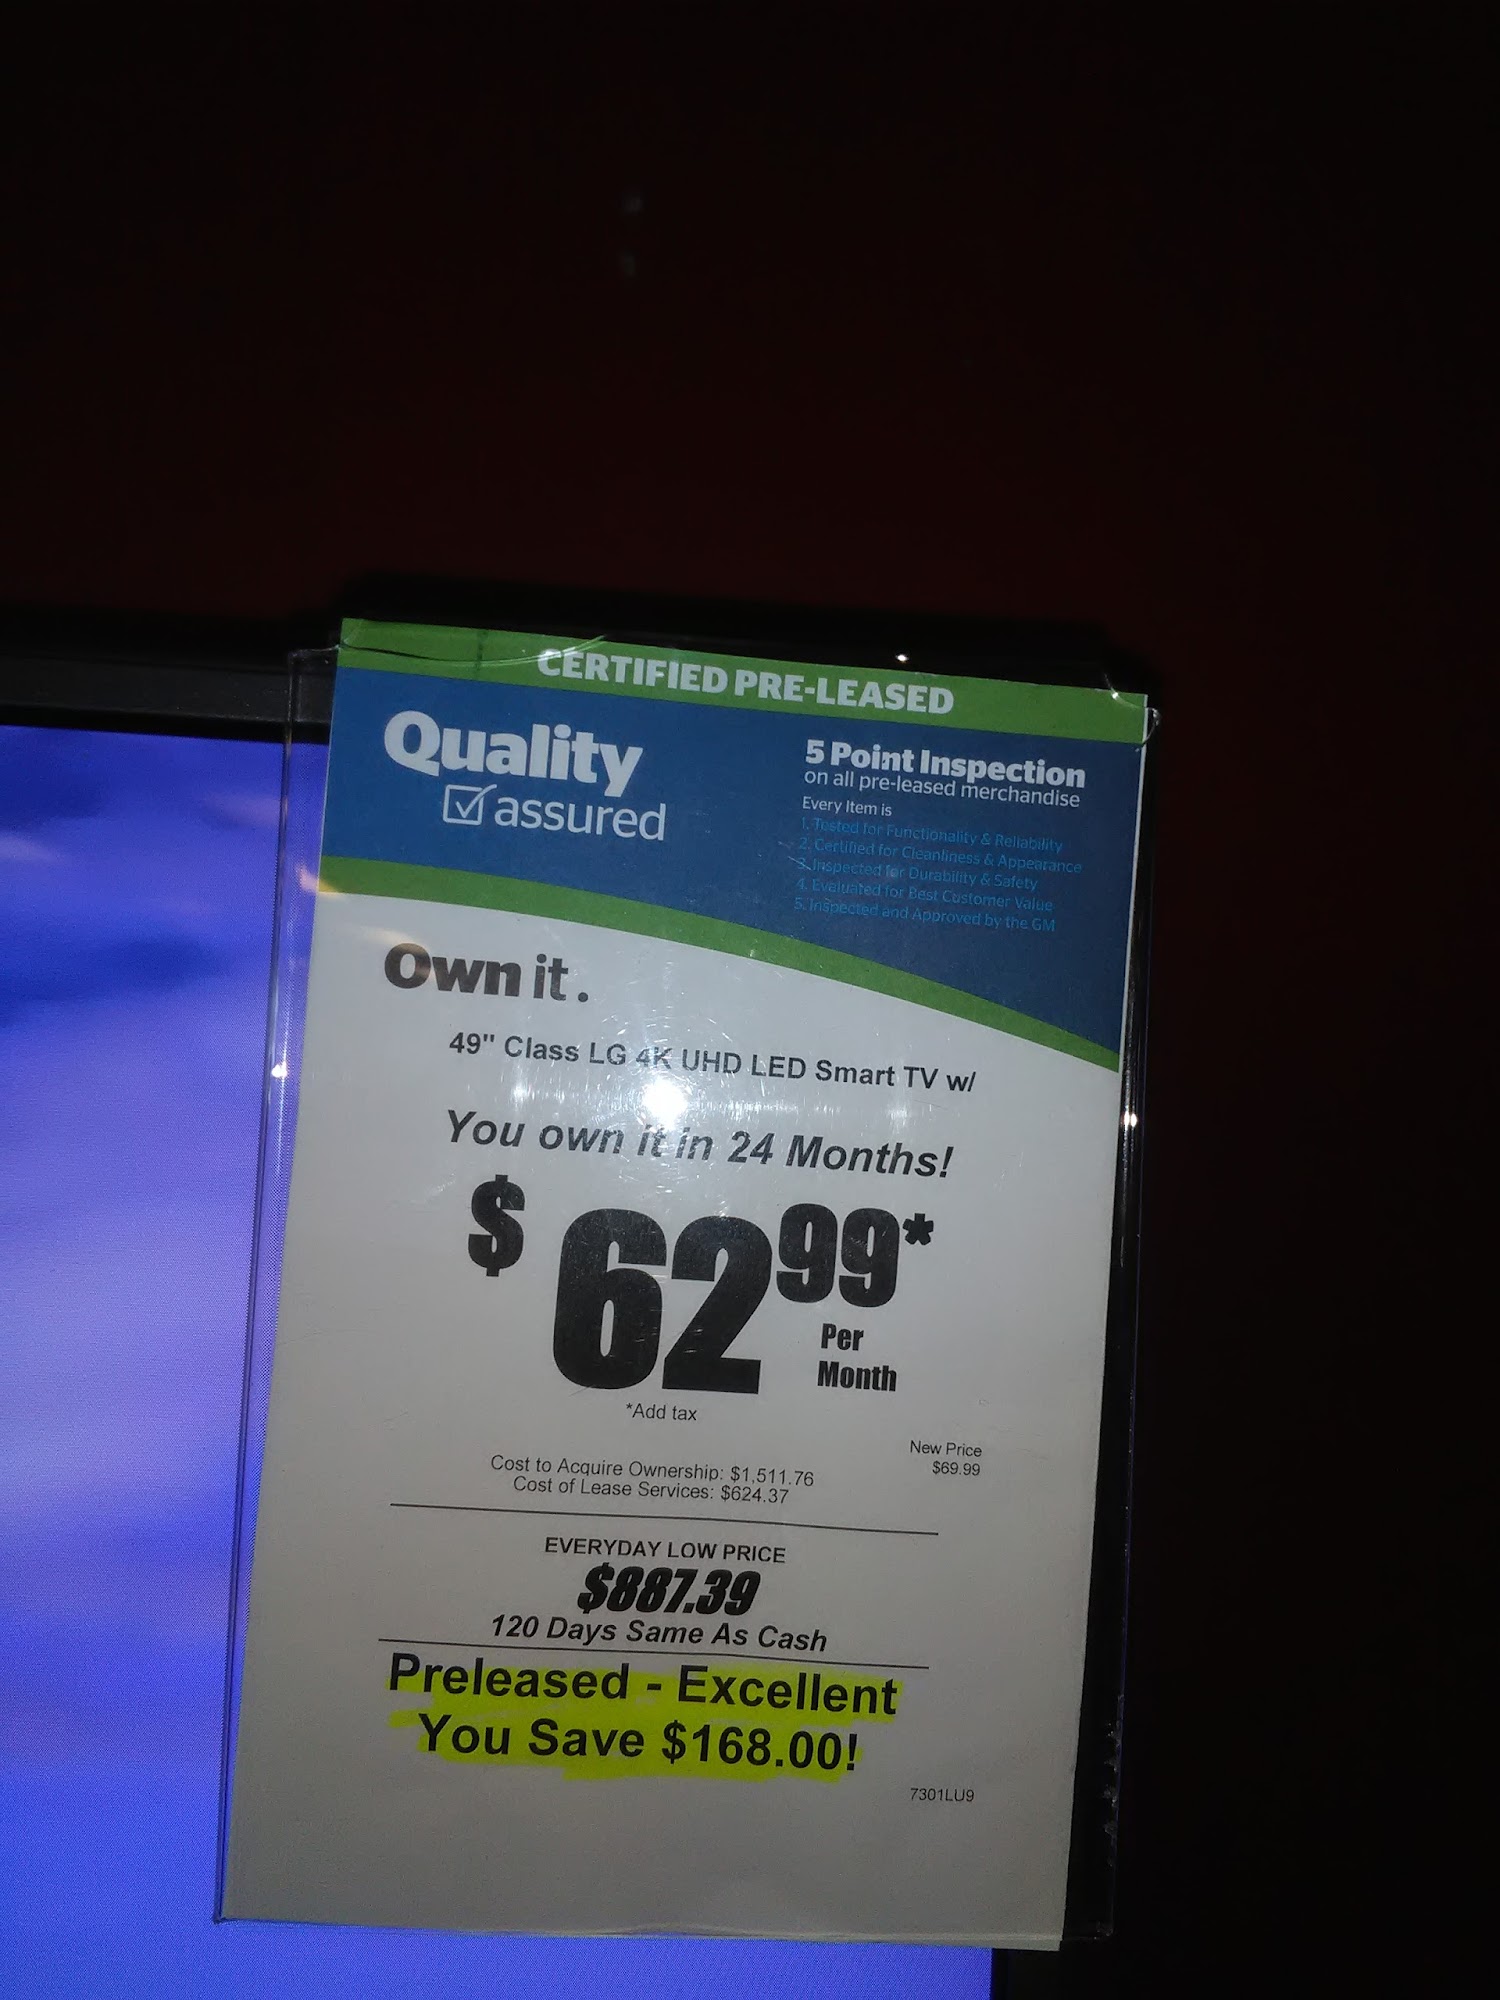 CERTIFIED PRE-LEASED
Quality
assured
5 Point Inspection
on all pre-leased merchandise
Every Item is
1. Tested for Functionality & Reliability
2. Certified for Cleanliness & Appearance
3. Inspected for Durability & Safety
4. Evaluated for Best Customer Value
5. Inspected and Approved by the GM
Own it.
49" Class LG 4K UHD LED Smart TV w/
You own it in 24 Months!
$ 62 99*
Per
Month
*Add tax
New Price
$69.99
Cost to Acquire Ownership: $1,511.76
Cost of Lease Services: $624.37
EVERYDAY LOW PRICE
$887.39
120 Days Same As Cash
Preleased - Excellent
You Save $168.00!
7301LU9